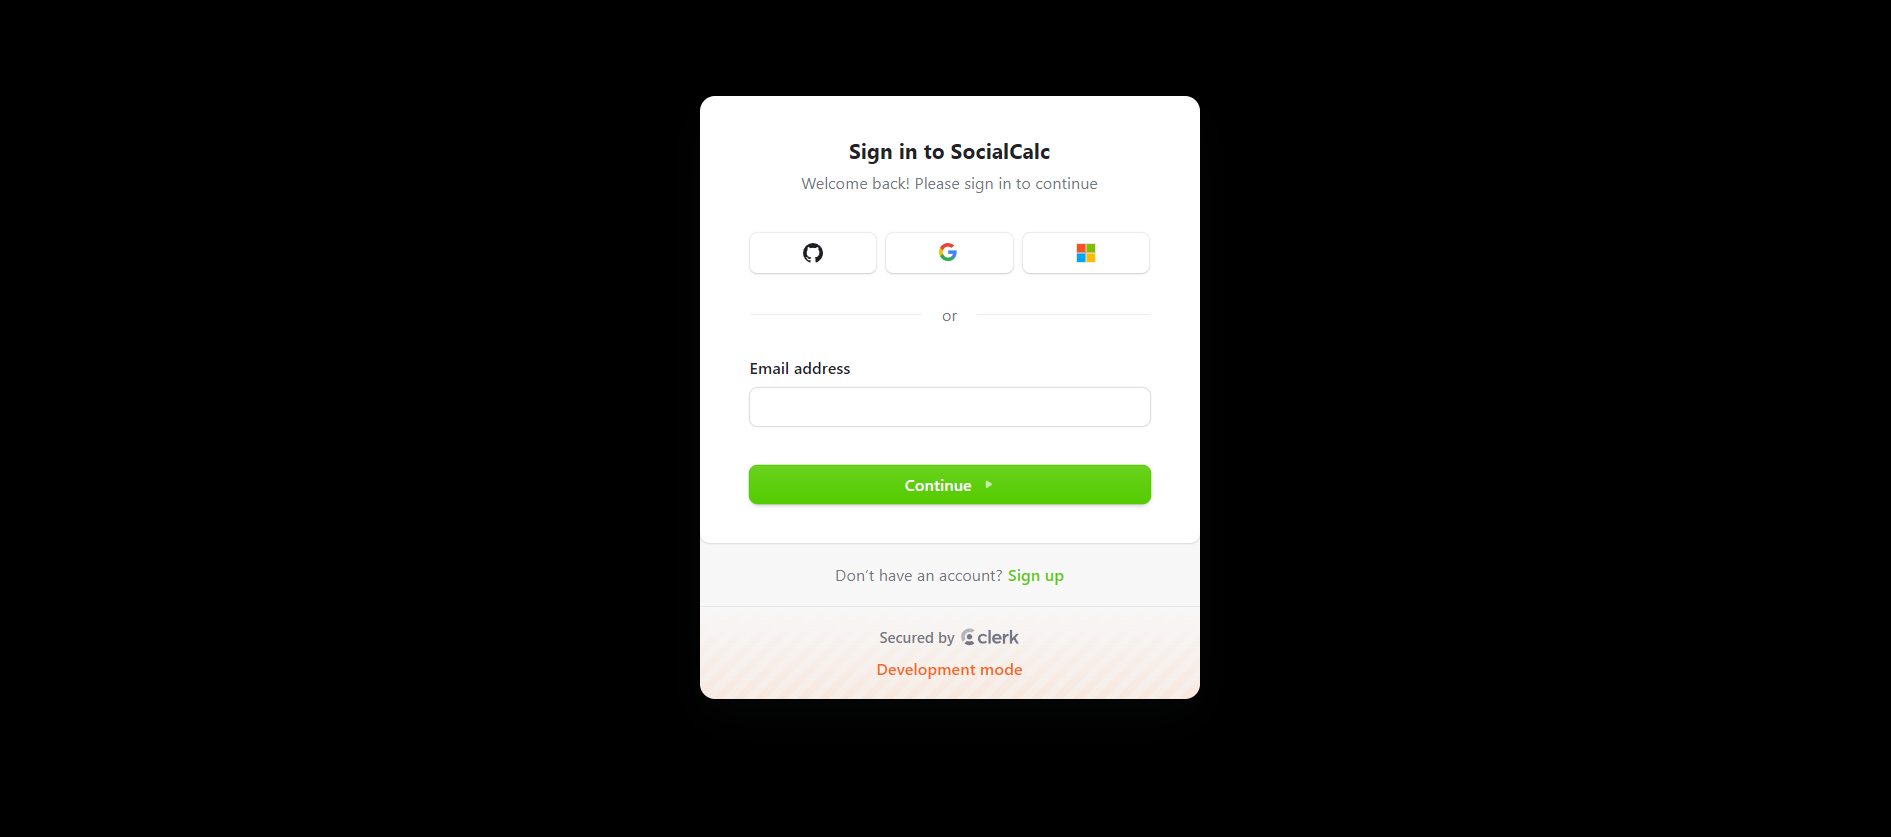 Sign in to SocialCalc
Welcome back! Please sign in to continue
or
Email address
Continue
Don’t have an account? Sign up
Secured by clerk
Development mode